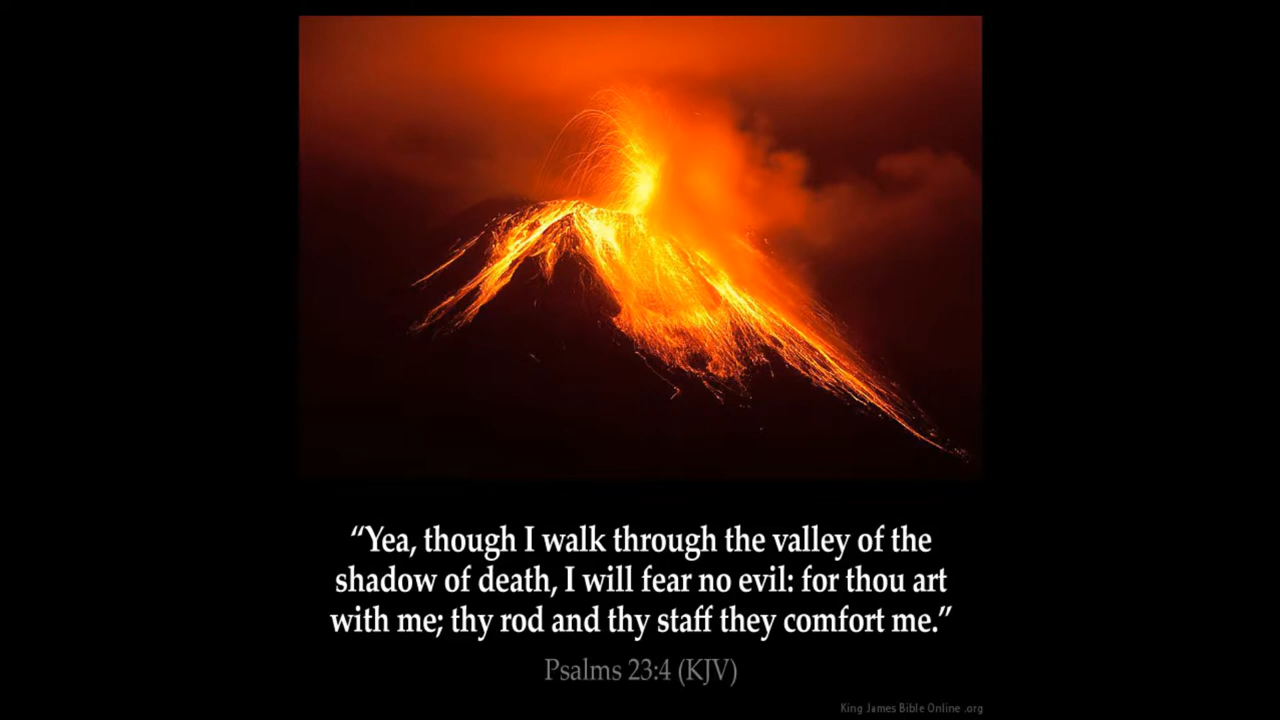 “Yea, though I walk through the valley of the
shadow of death, I will fear no evil: for thou art
with me; thy rod and thy staff they comfort me.”
Psalms 23:4 (KJV)
King James Bible Online .org